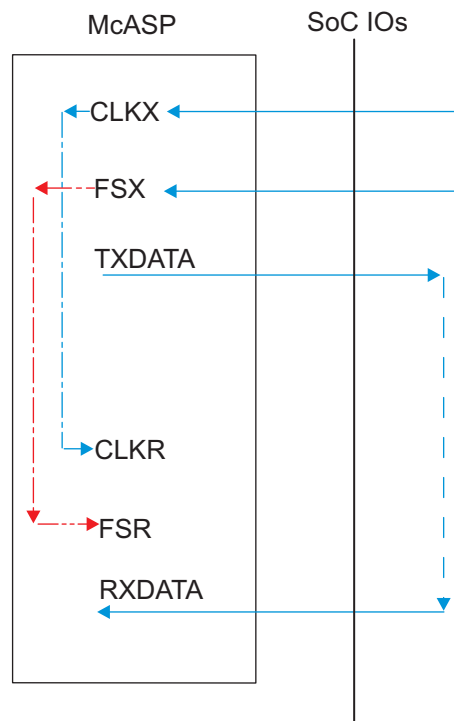 McASP
SoC IOs
CLKX
FSX
TXDATA
CLKR
FSR
RXDATA